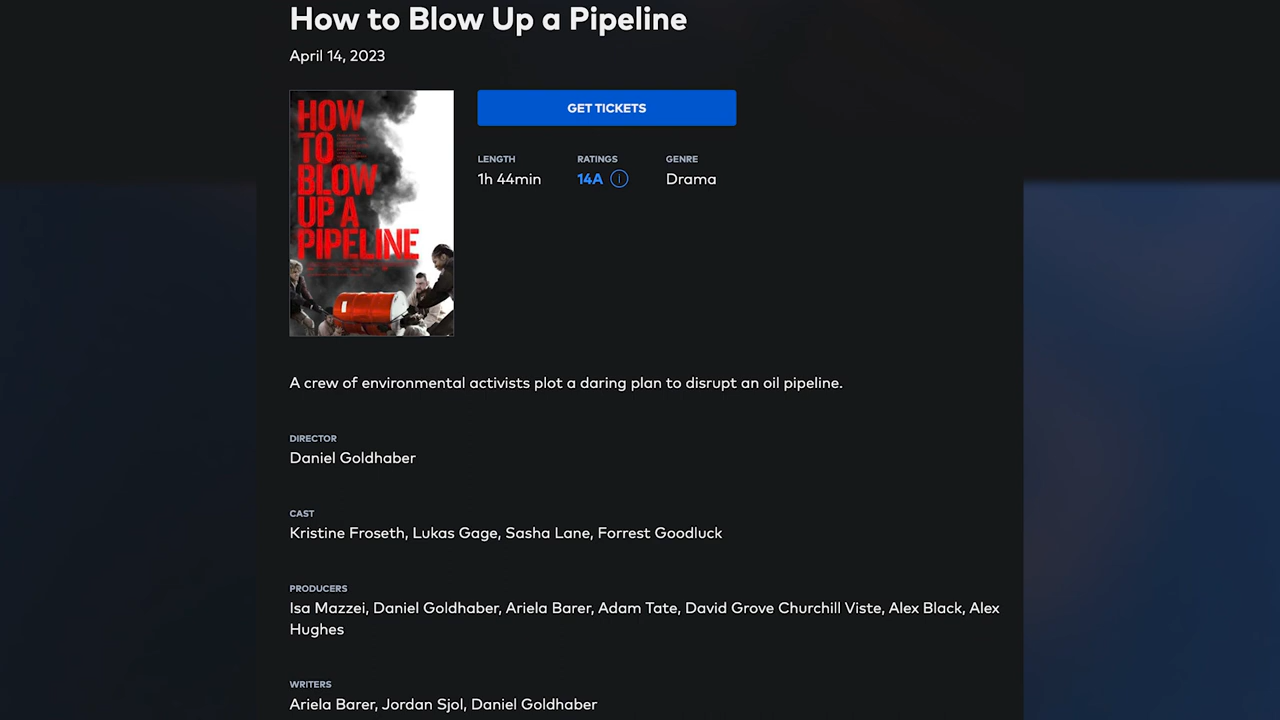 How to Blow Up a Pipeline
April 14, 2023
HOW
TO
BLOW
UP A
PIPELINE
GET TICKETS
LENGTH
RATINGS
GENRE
1h 44min
14A
Drama
A crew of environmental activists plot a daring plan to disrupt an oil pipeline.
DIRECTOR
Daniel Goldhaber
CAST
Kristine Froseth, Lukas Gage, Sasha Lane, Forrest Goodluck
PRODUCERS
Isa Mazzei, Daniel Goldhaber, Ariela Barer, Adam Tate, David Grove Churchill Viste, Alex Black, Alex
Hughes
WRITERS
Ariela Barer, Jordan Sjol, Daniel Goldhaber